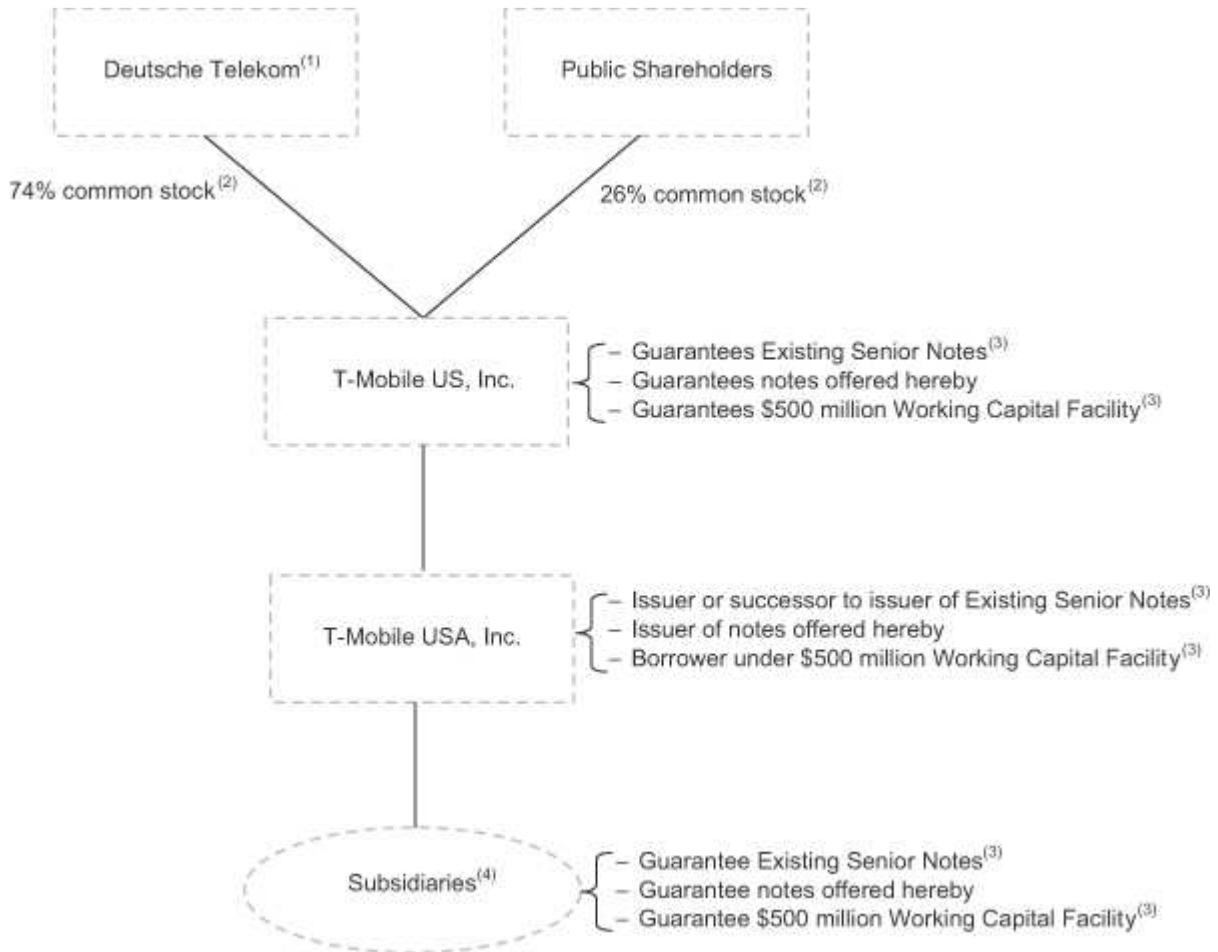 Deutsche Telekom(1)
Public Shareholders
74% common stock(2)
26% common stock(2)
T-Mobile US, Inc.
– Guarantees Existing Senior Notes(3)
– Guarantees notes offered hereby
– Guarantees $500 million Working Capital Facility(3)
T-Mobile USA, Inc.
– Issuer or successor to issuer of Existing Senior Notes(3)
– Issuer of notes offered hereby
– Borrower under $500 million Working Capital Facility(3)
Subsidiaries(4)
– Guarantee Existing Senior Notes(3)
– Guarantee notes offered hereby
– Guarantee $500 million Working Capital Facility(3)